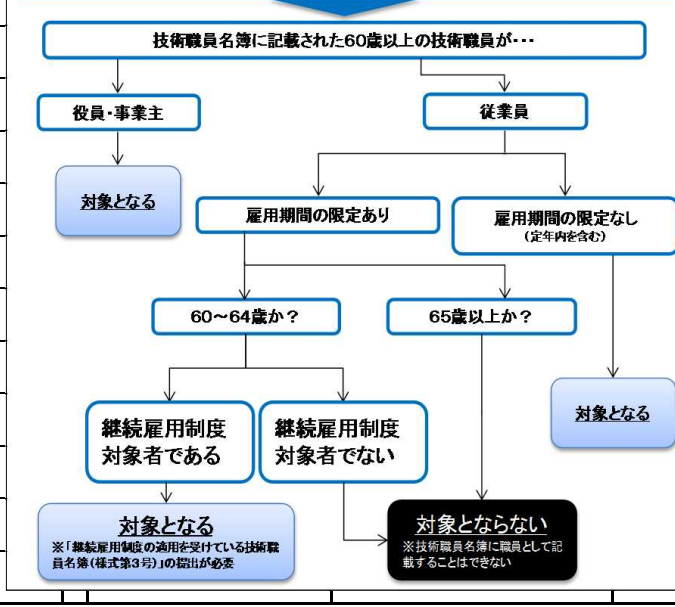 技術職員名簿に記載された60歳以上の技術職員が・・・
役員・事業主
従業員
対象となる
雇用期間の限定あり
雇用期間の限定なし
(定年内を含む)
60～64歳か？
65歳以上か？
対象となる
継続雇用制度
対象者である
継続雇用制度
対象者でない
対象となる
※「継続雇用制度の適用を受けている技術職
員名簿(様式第3号)」の提出が必要
対象とならない
※技術職員名簿に職員として記
載することはできない